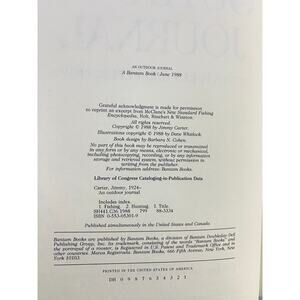 AN OUTDOOR JOURNAL
A Bantam Book / June 1988
Grateful acknowledgment is made for permission
to reprint an excerpt from McClane's New Standard Fishing
Encyclopedia, Holt, Rinehart & Winston.
All rights reserved.
Copyright © 1988 by Jimmy Carter.
Illustrations copyright © 1988 by Dana Whitlock
Book design by Barbara N. Cohen.
No part of this book may be reproduced or transmitted
in any form or by any means, electronic or mechanical,
including photocopying, recording, or by any information
storage and retrieval system, without permission in
writing from the publisher.
For information address: Bantam Books.
Library of Congress Cataloging-in-Publication Data
Carter, Jimmy, 1924–
An outdoor journal
Includes index.
1. Fishing. 2. Hunting. I. Title.
SH441.C26 1988 799 88-3334
ISBN 0-553-05301-9
Published simultaneously in the United States and Canada
Bantam Books are published by Bantam Books, a division of Bantam Doubleday Dell
Publishing Group, Inc. Its trademark, consisting of the words "Bantam Books" and
the portrayal of a rooster, is Registered in U.S. Patent and Trademark Office and in
other countries. Marca Registrada. Bantam Books, 666 Fifth Avenue, New York, New
York 10103.
PRINTED IN THE UNITED STATES OF AMERICA
DH 0 9 8 7 6 5 4 3 2 1